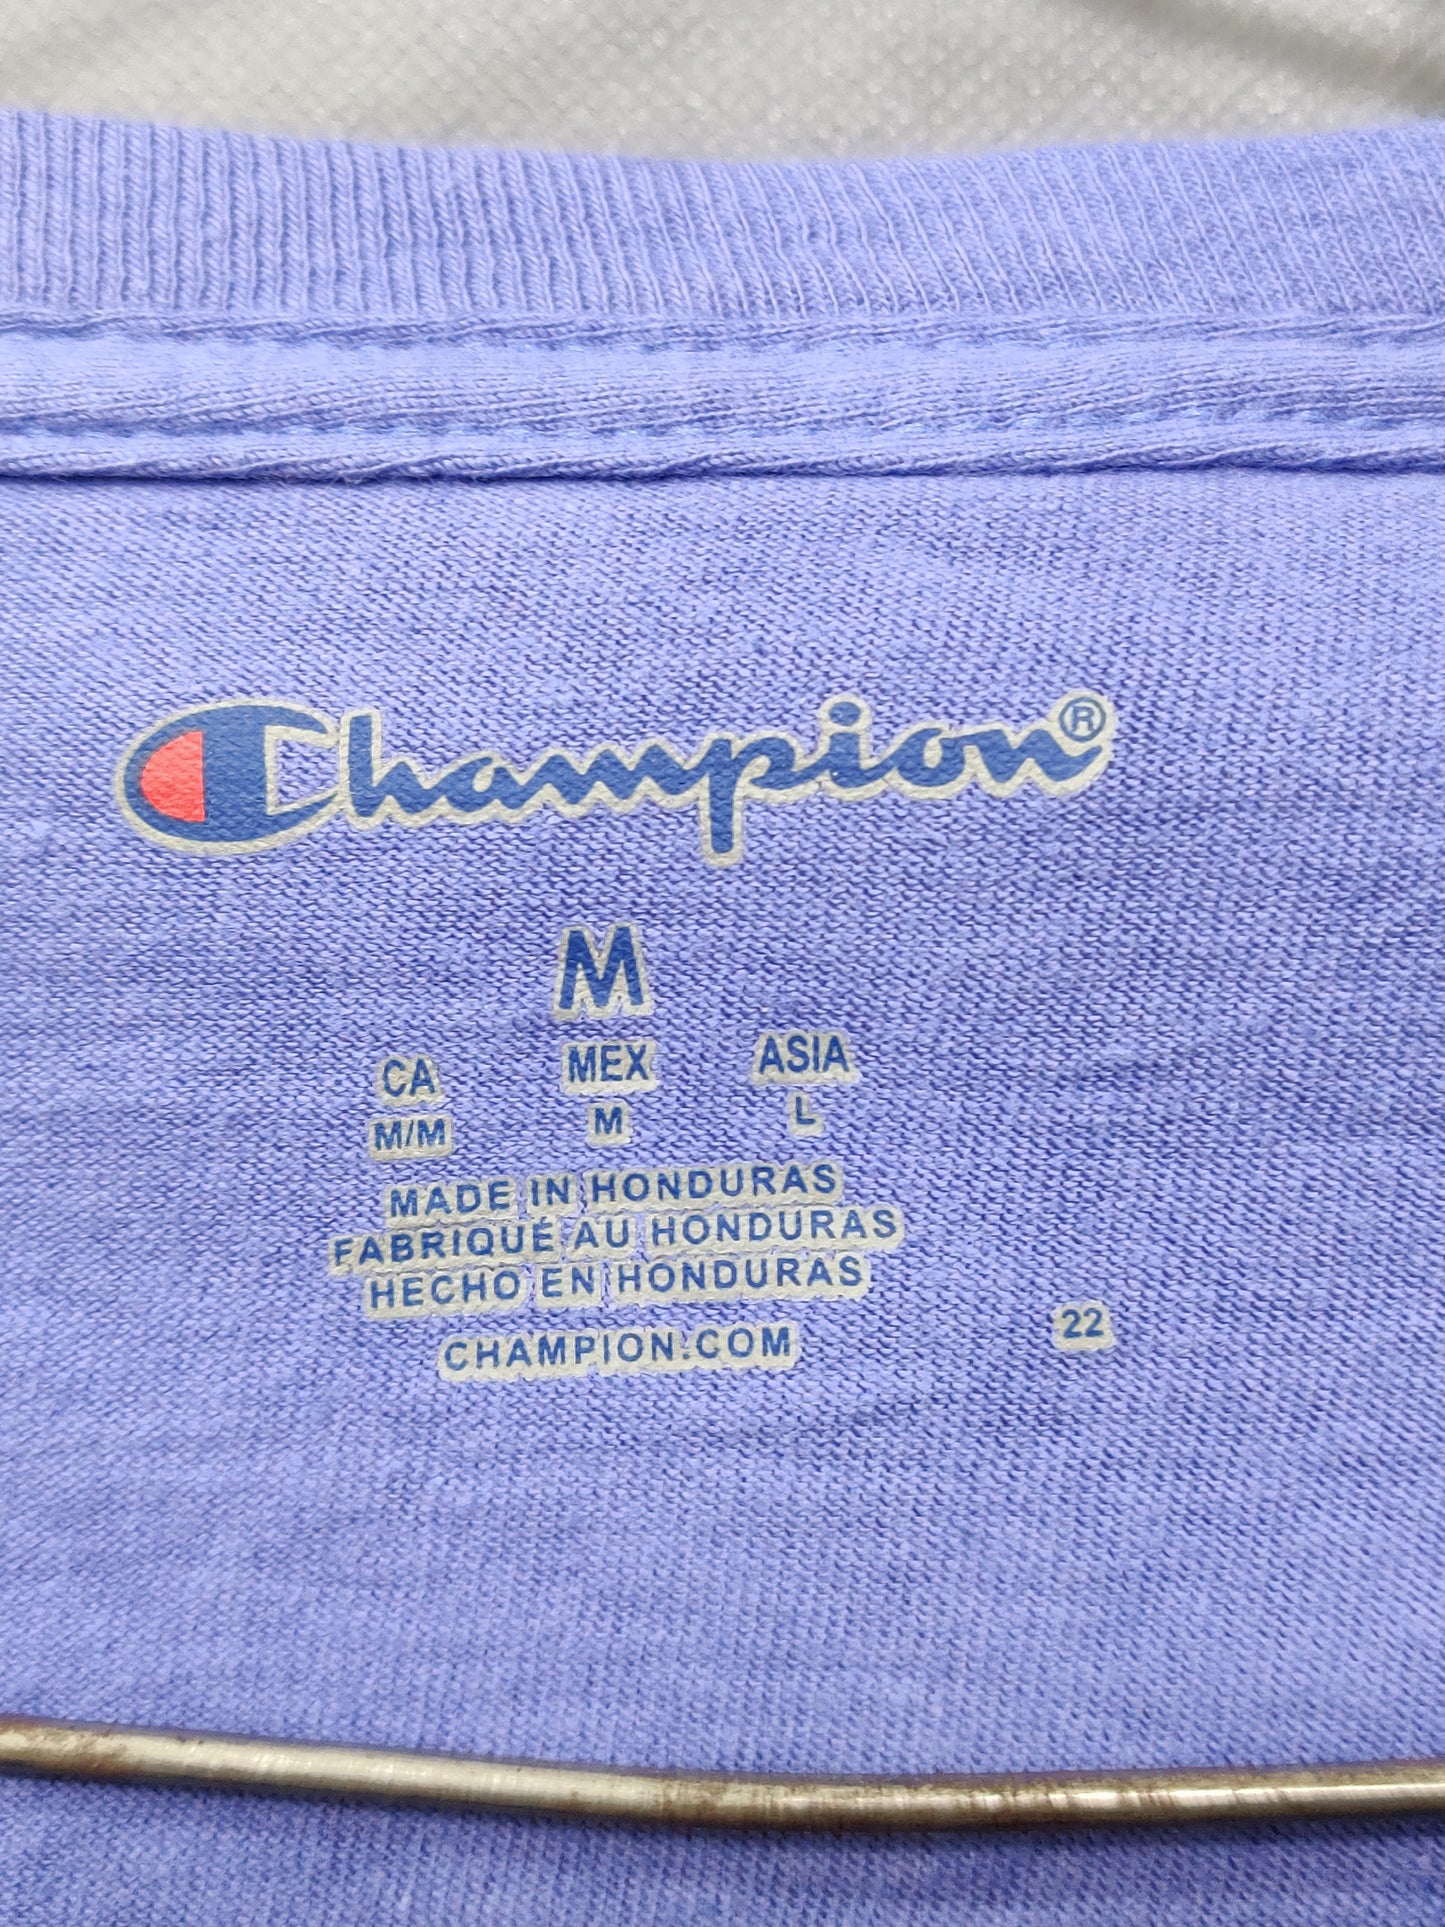 Champion®
M
CA MEX ASIA
M/M M L
MADE IN HONDURAS
FABRIQUÉ AU HONDURAS
HECHO EN HONDURAS
CHAMPION.COM
22